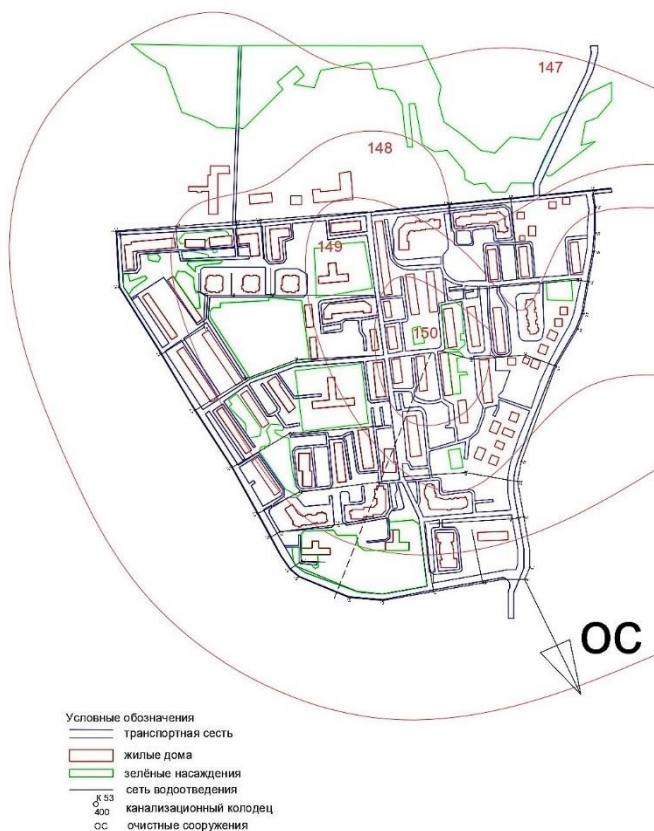 147
148
149
150
ОС
Условные обозначения
транспортная сесть
жилые дома
зелёные насаждения
сеть водоотведения
К 53
400
канализационный колодец
ОС очистные сооружения